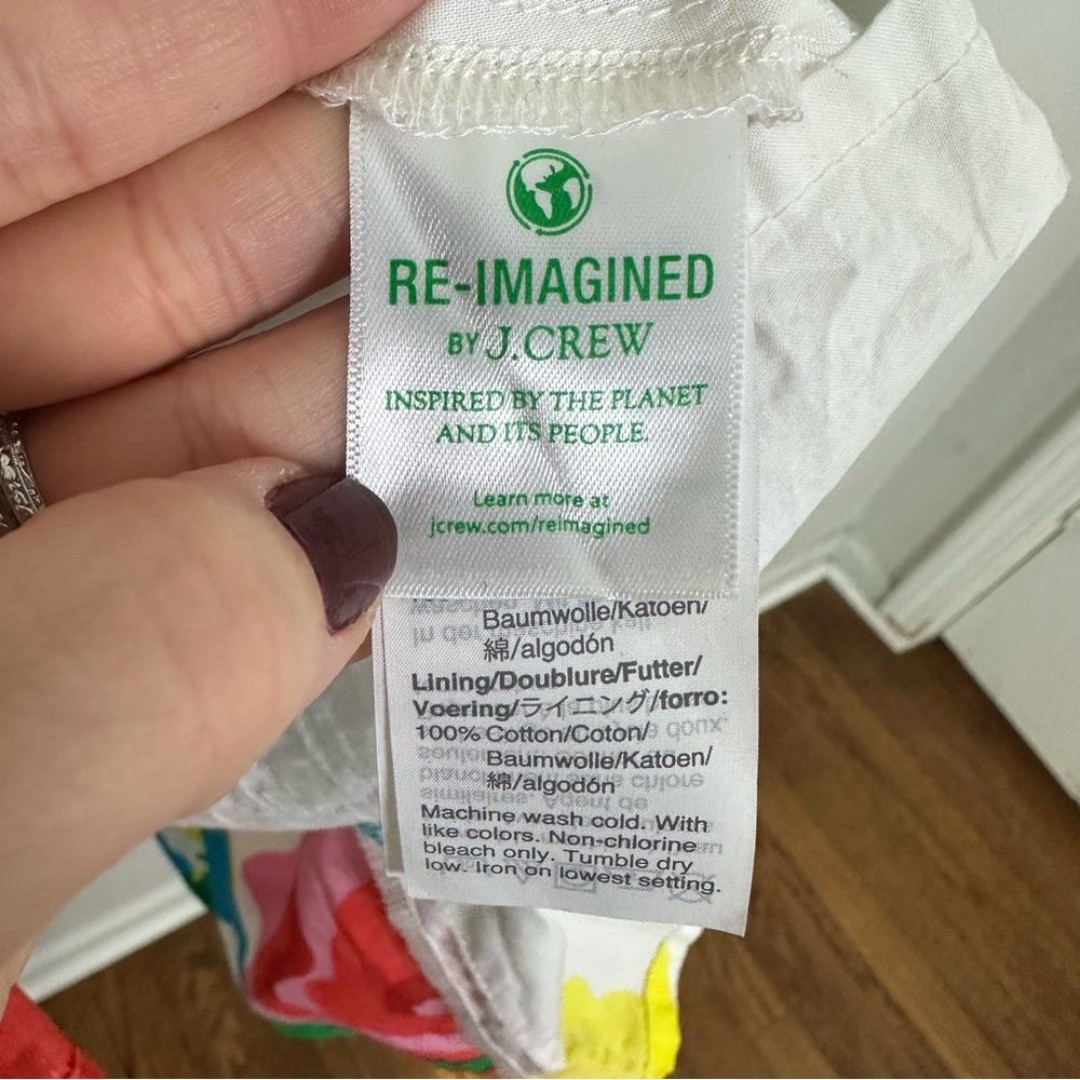 RE-IMAGINED
BY J.CREW
INSPIRED BY THE PLANET
AND ITS PEOPLE.
Learn more at
jcrew.com/reimagined
Baumwolle/Katoen/
綿/algodón
Lining/Doublure/Futter/
Voering/ライニング/forro:
100% Cotton/Coton/
Baumwolle/Katoen/
綿/algodón
Machine wash cold. With
like colors. Non-chlorine
bleach only. Tumble dry
low. Iron on lowest setting.